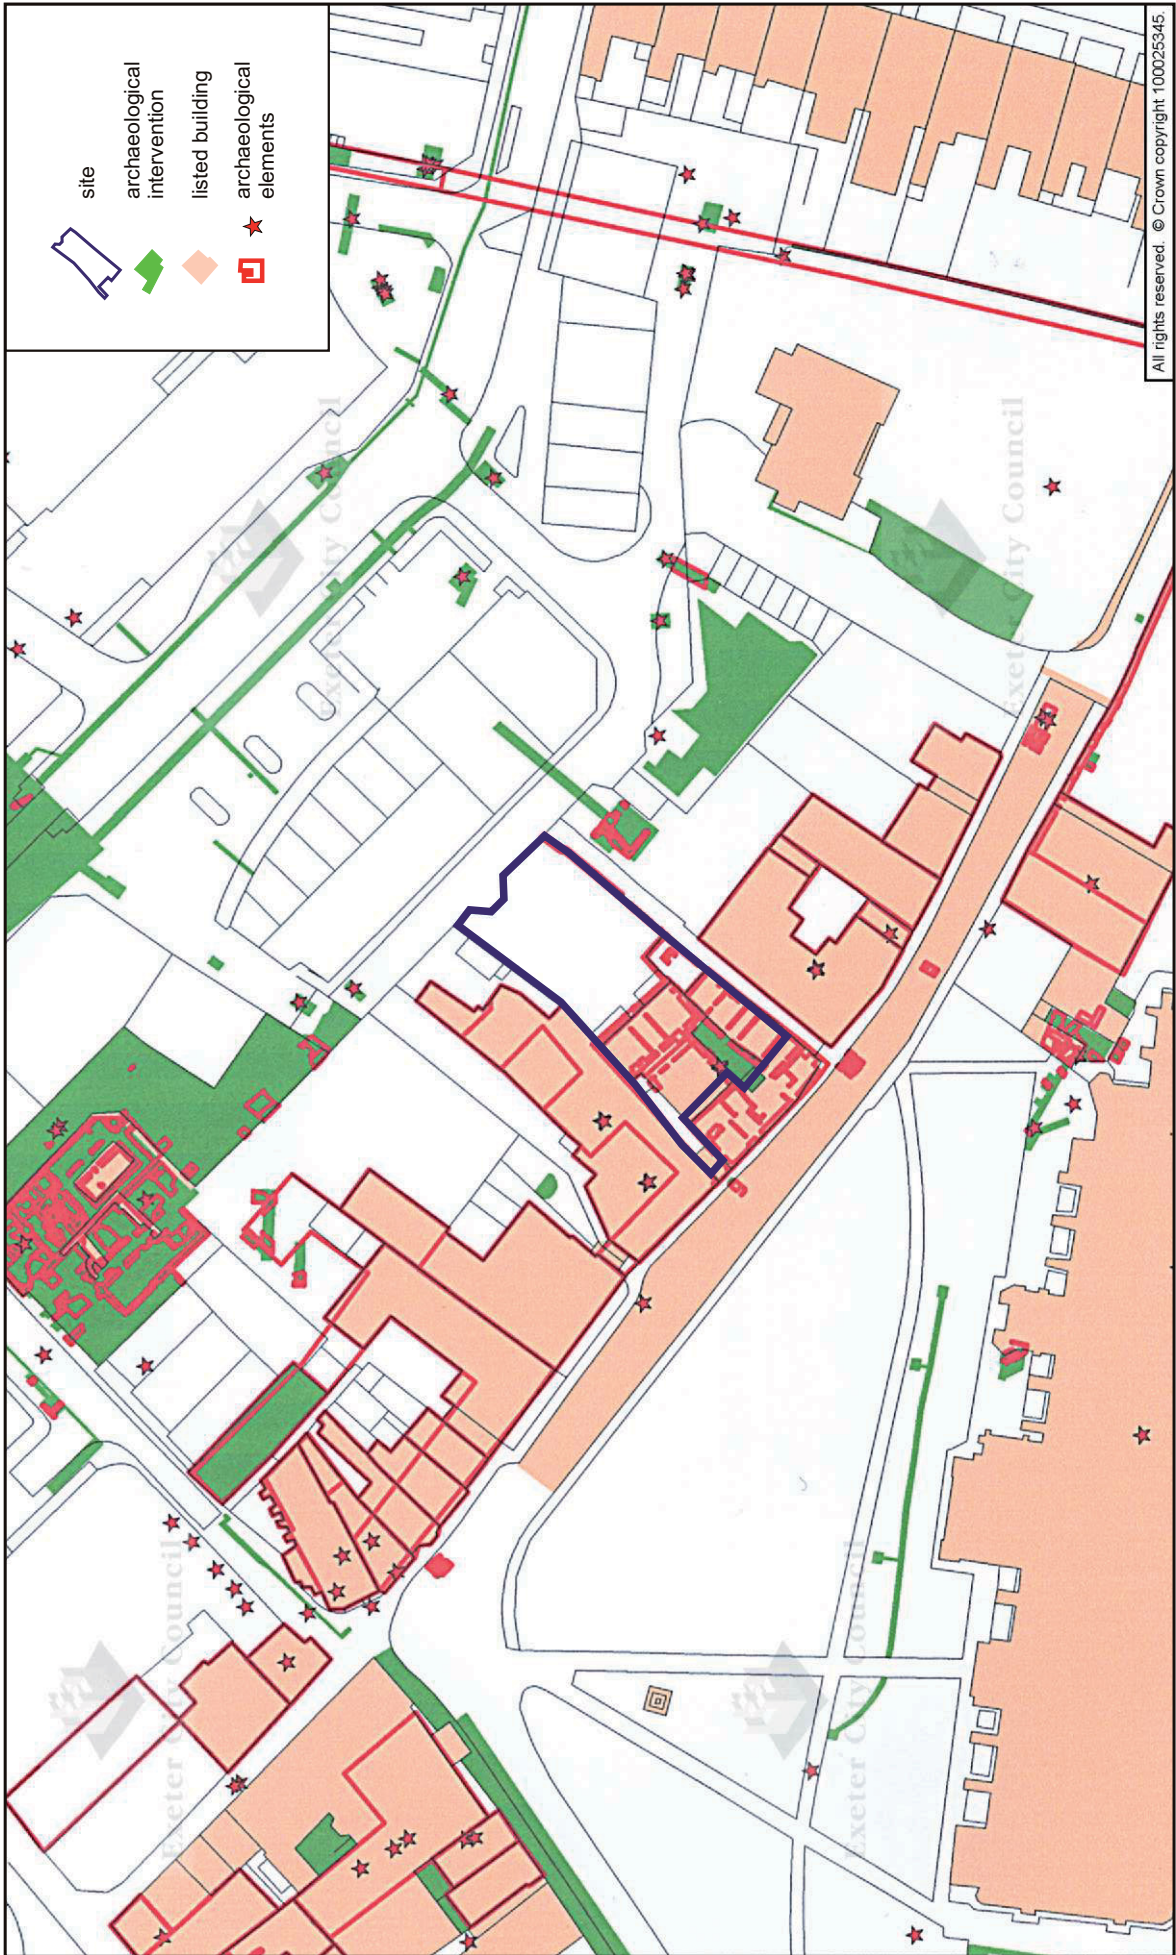 site
archaeological
intervention
listed building
archaeological
elements
Exeter City Council
Exeter City Council
Exeter City Council
Exeter City Council
All rights reserved. © Crown copyright 100025345.